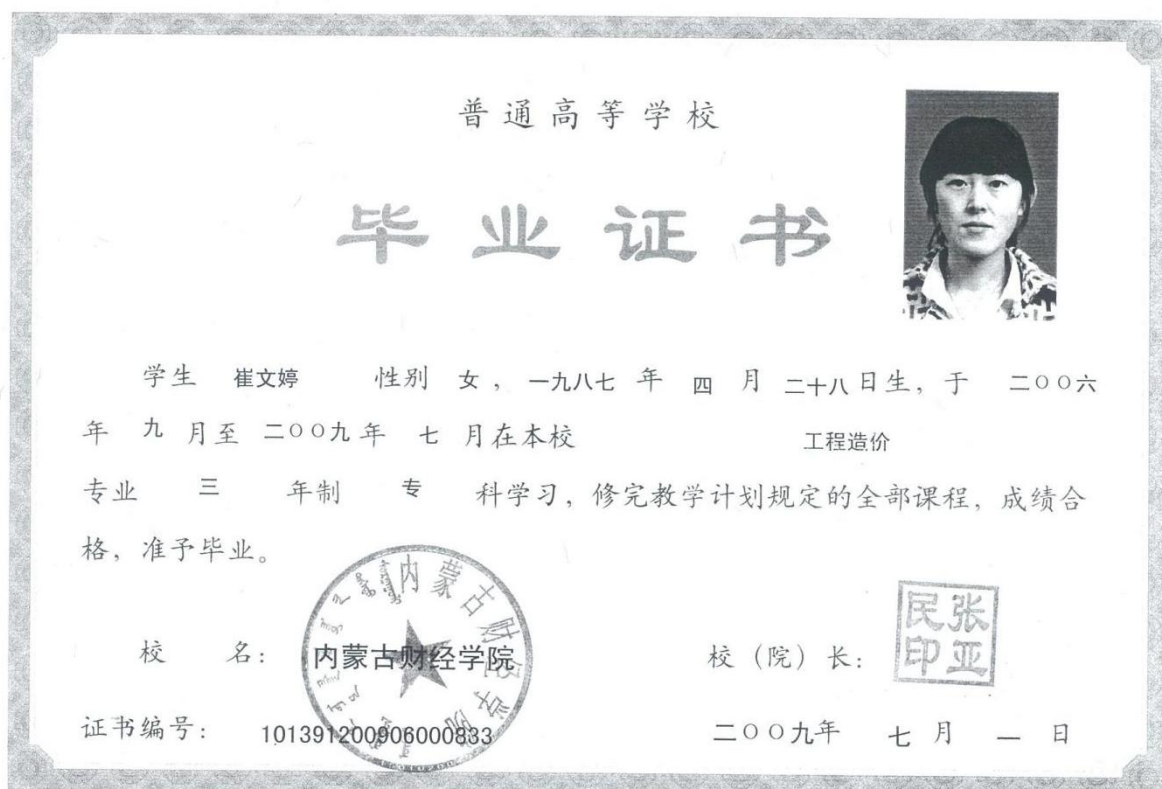 普通高等学校
毕业证书
学生 崔文婷 性别 女，一九八七 年 四 月 二十八日生，于 二〇〇六
年 九 月至 二〇〇九年 七 月在本校 工程造价
专业 三 年制 专 科学习，修完教学计划规定的全部课程，成绩合
格，准予毕业。
内蒙古财经学院
校 名： 内蒙古财经学院 校（院）长：
张亚民印
证书编号： 101391200906000833 二〇〇九年 七 月 一 日